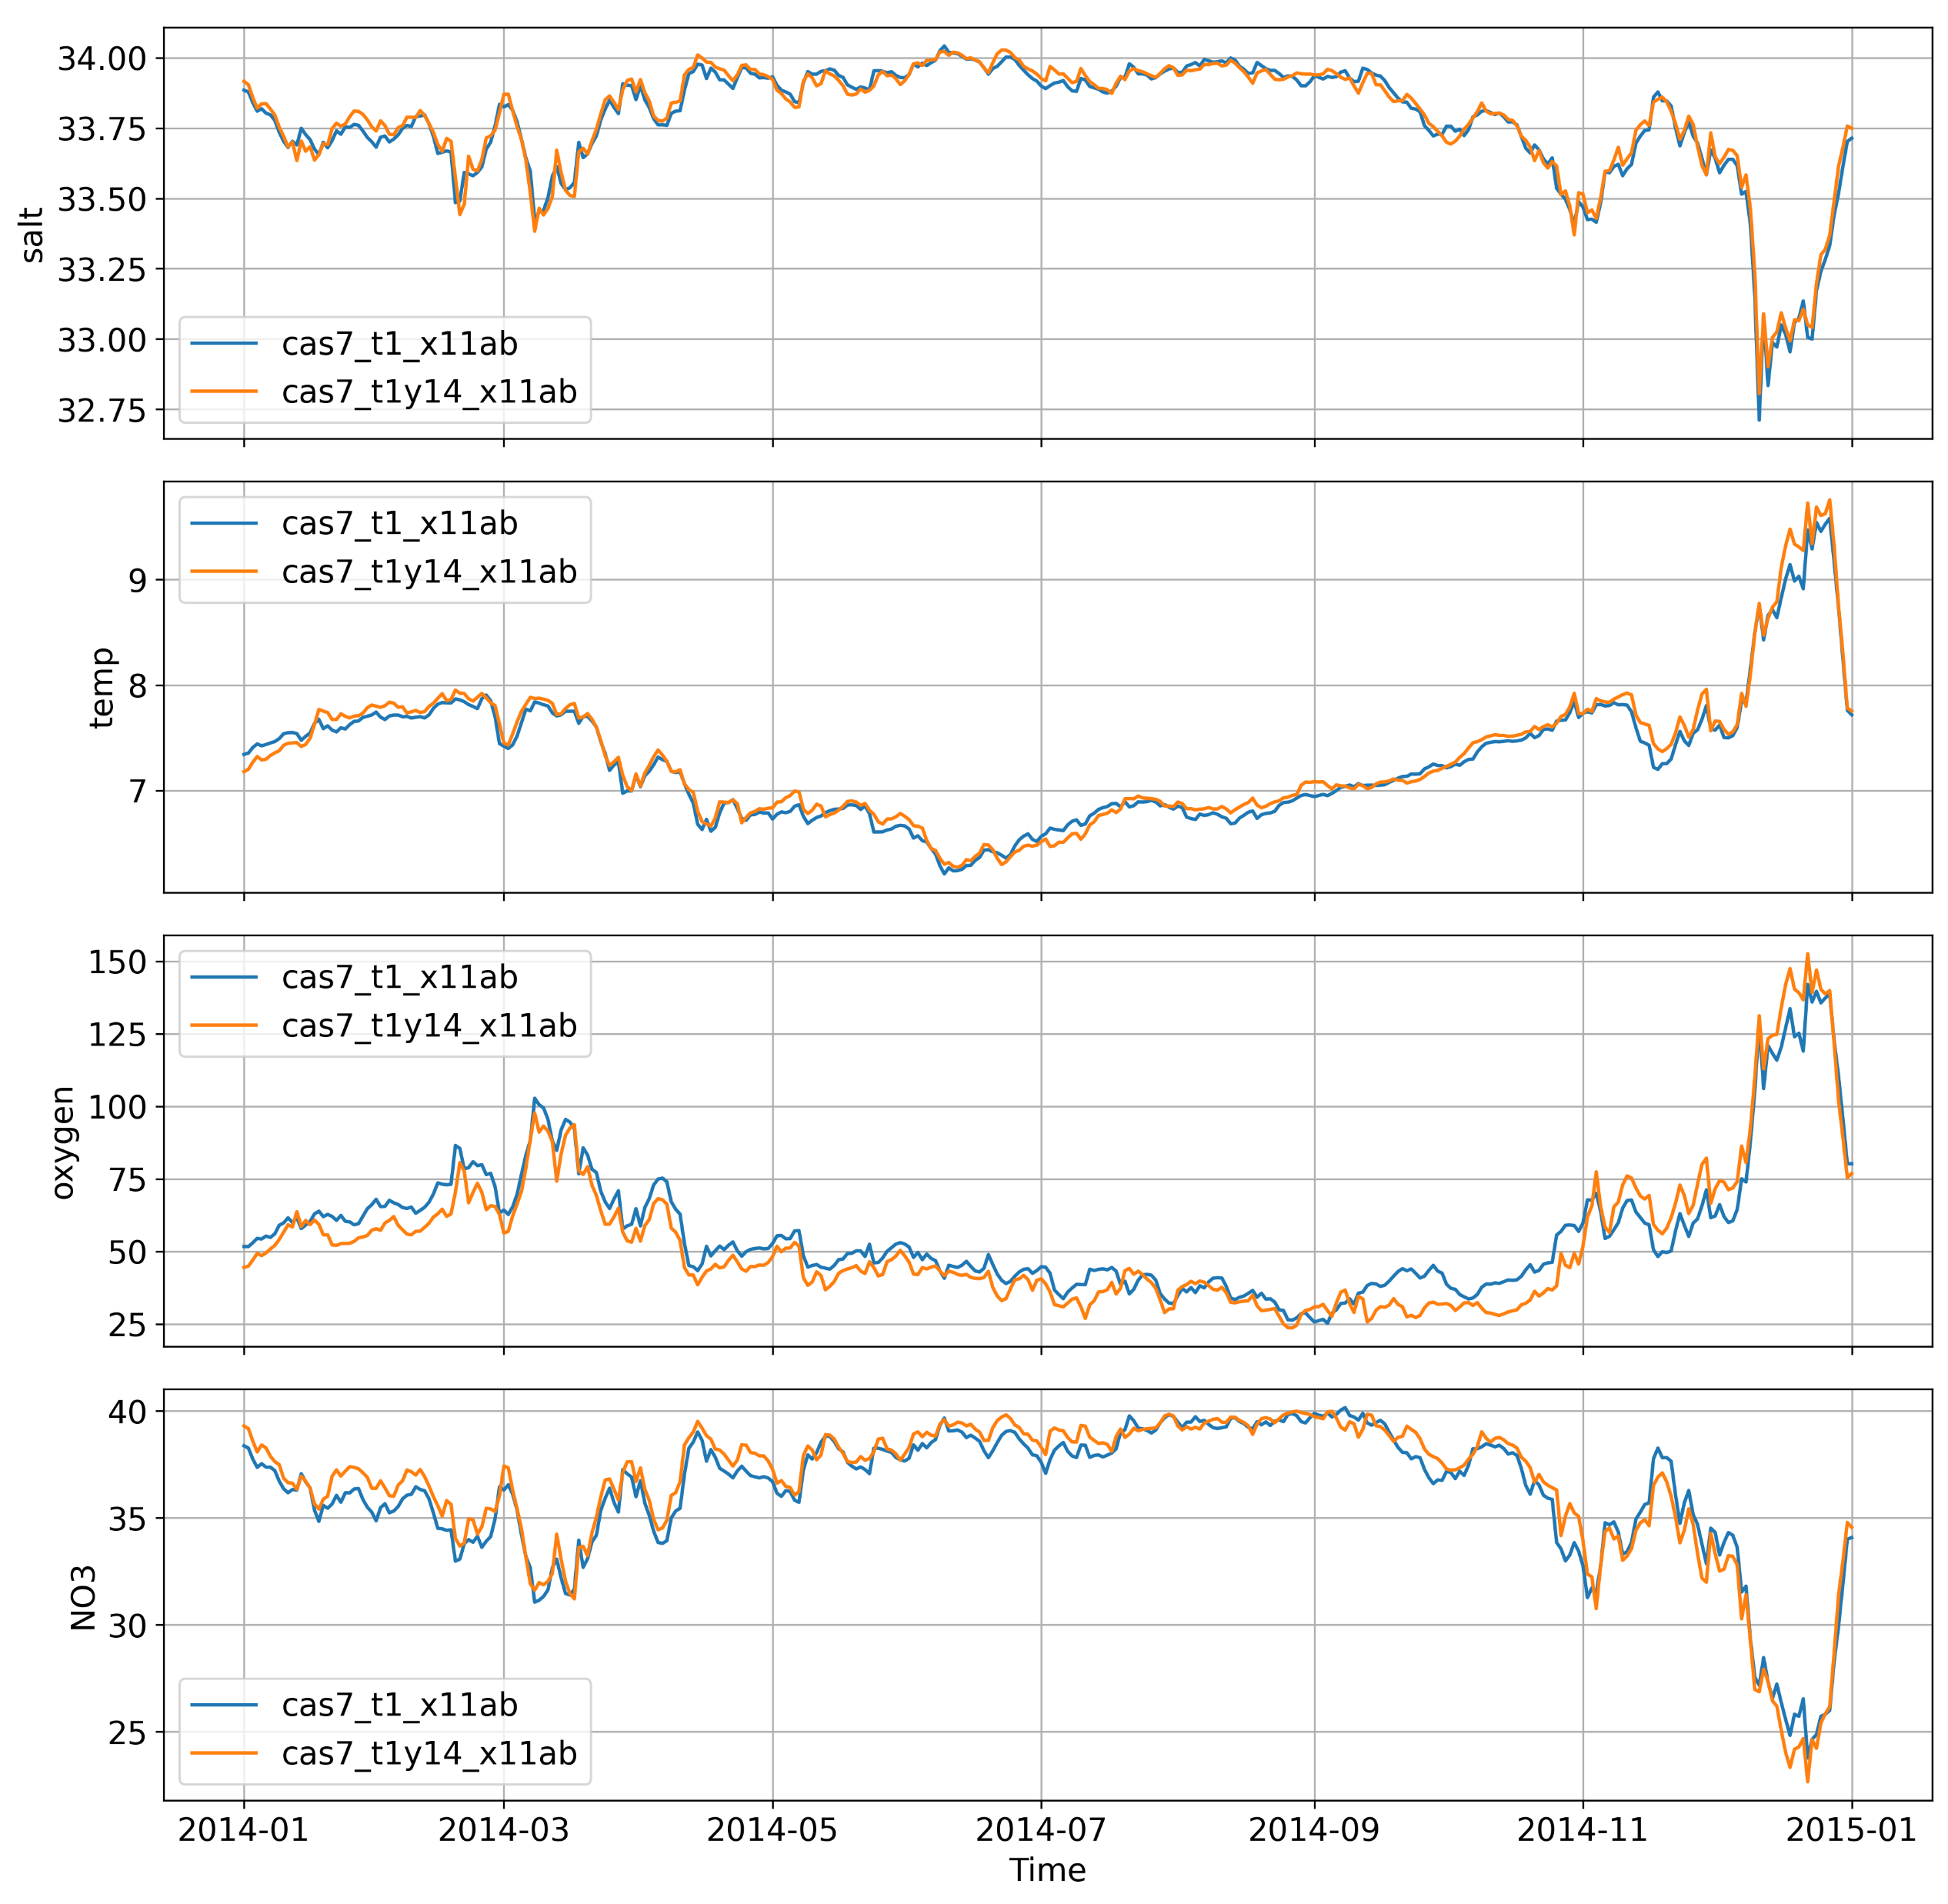 34.00
33.75
33.50
33.25
33.00
32.75
salt
cas7_t1_x11ab
cas7_t1y14_x11ab
9
8
7
temp
cas7_t1_x11ab
cas7_t1y14_x11ab
150
125
100
75
50
25
oxygen
cas7_t1_x11ab
cas7_t1y14_x11ab
40
35
30
25
NO3
cas7_t1_x11ab
cas7_t1y14_x11ab
2014-01 2014-03 2014-05 2014-07 2014-09 2014-11 2015-01
Time